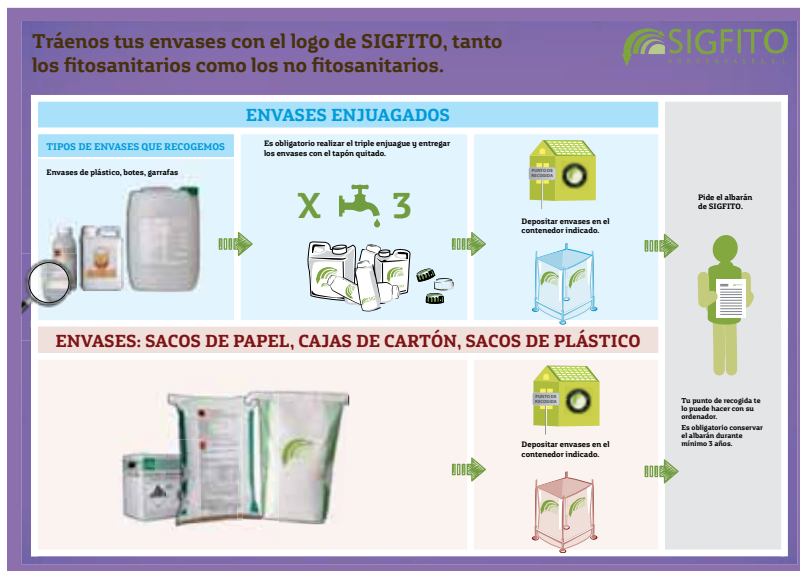 Tráenos tus envases con el logo de SIGFITO, tanto
los fitosanitarios como los no fitosanitarios.
SIGFITO
ENVASES ENJUAGADOS
TIPOS DE ENVASES QUE RECOGEMOS
Envases de plástico, botes, garrafas
Es obligatorio realizar el triple enjuague y entregar
los envases con el tapón quitado.
X 3
SIGFITO
PUNTO DE
RECOGIDA
Depositar envases en el
contenedor indicado.
Pide el albarán
de SIGFITO.
ENVASES: SACOS DE PAPEL, CAJAS DE CARTÓN, SACOS DE PLÁSTICO
PUNTO DE
RECOGIDA
Depositar envases en el
contenedor indicado.
Tu punto de recogida te
lo puede hacer con su
ordenador.
Es obligatorio conservar
el albarán durante
mínimo 3 años.